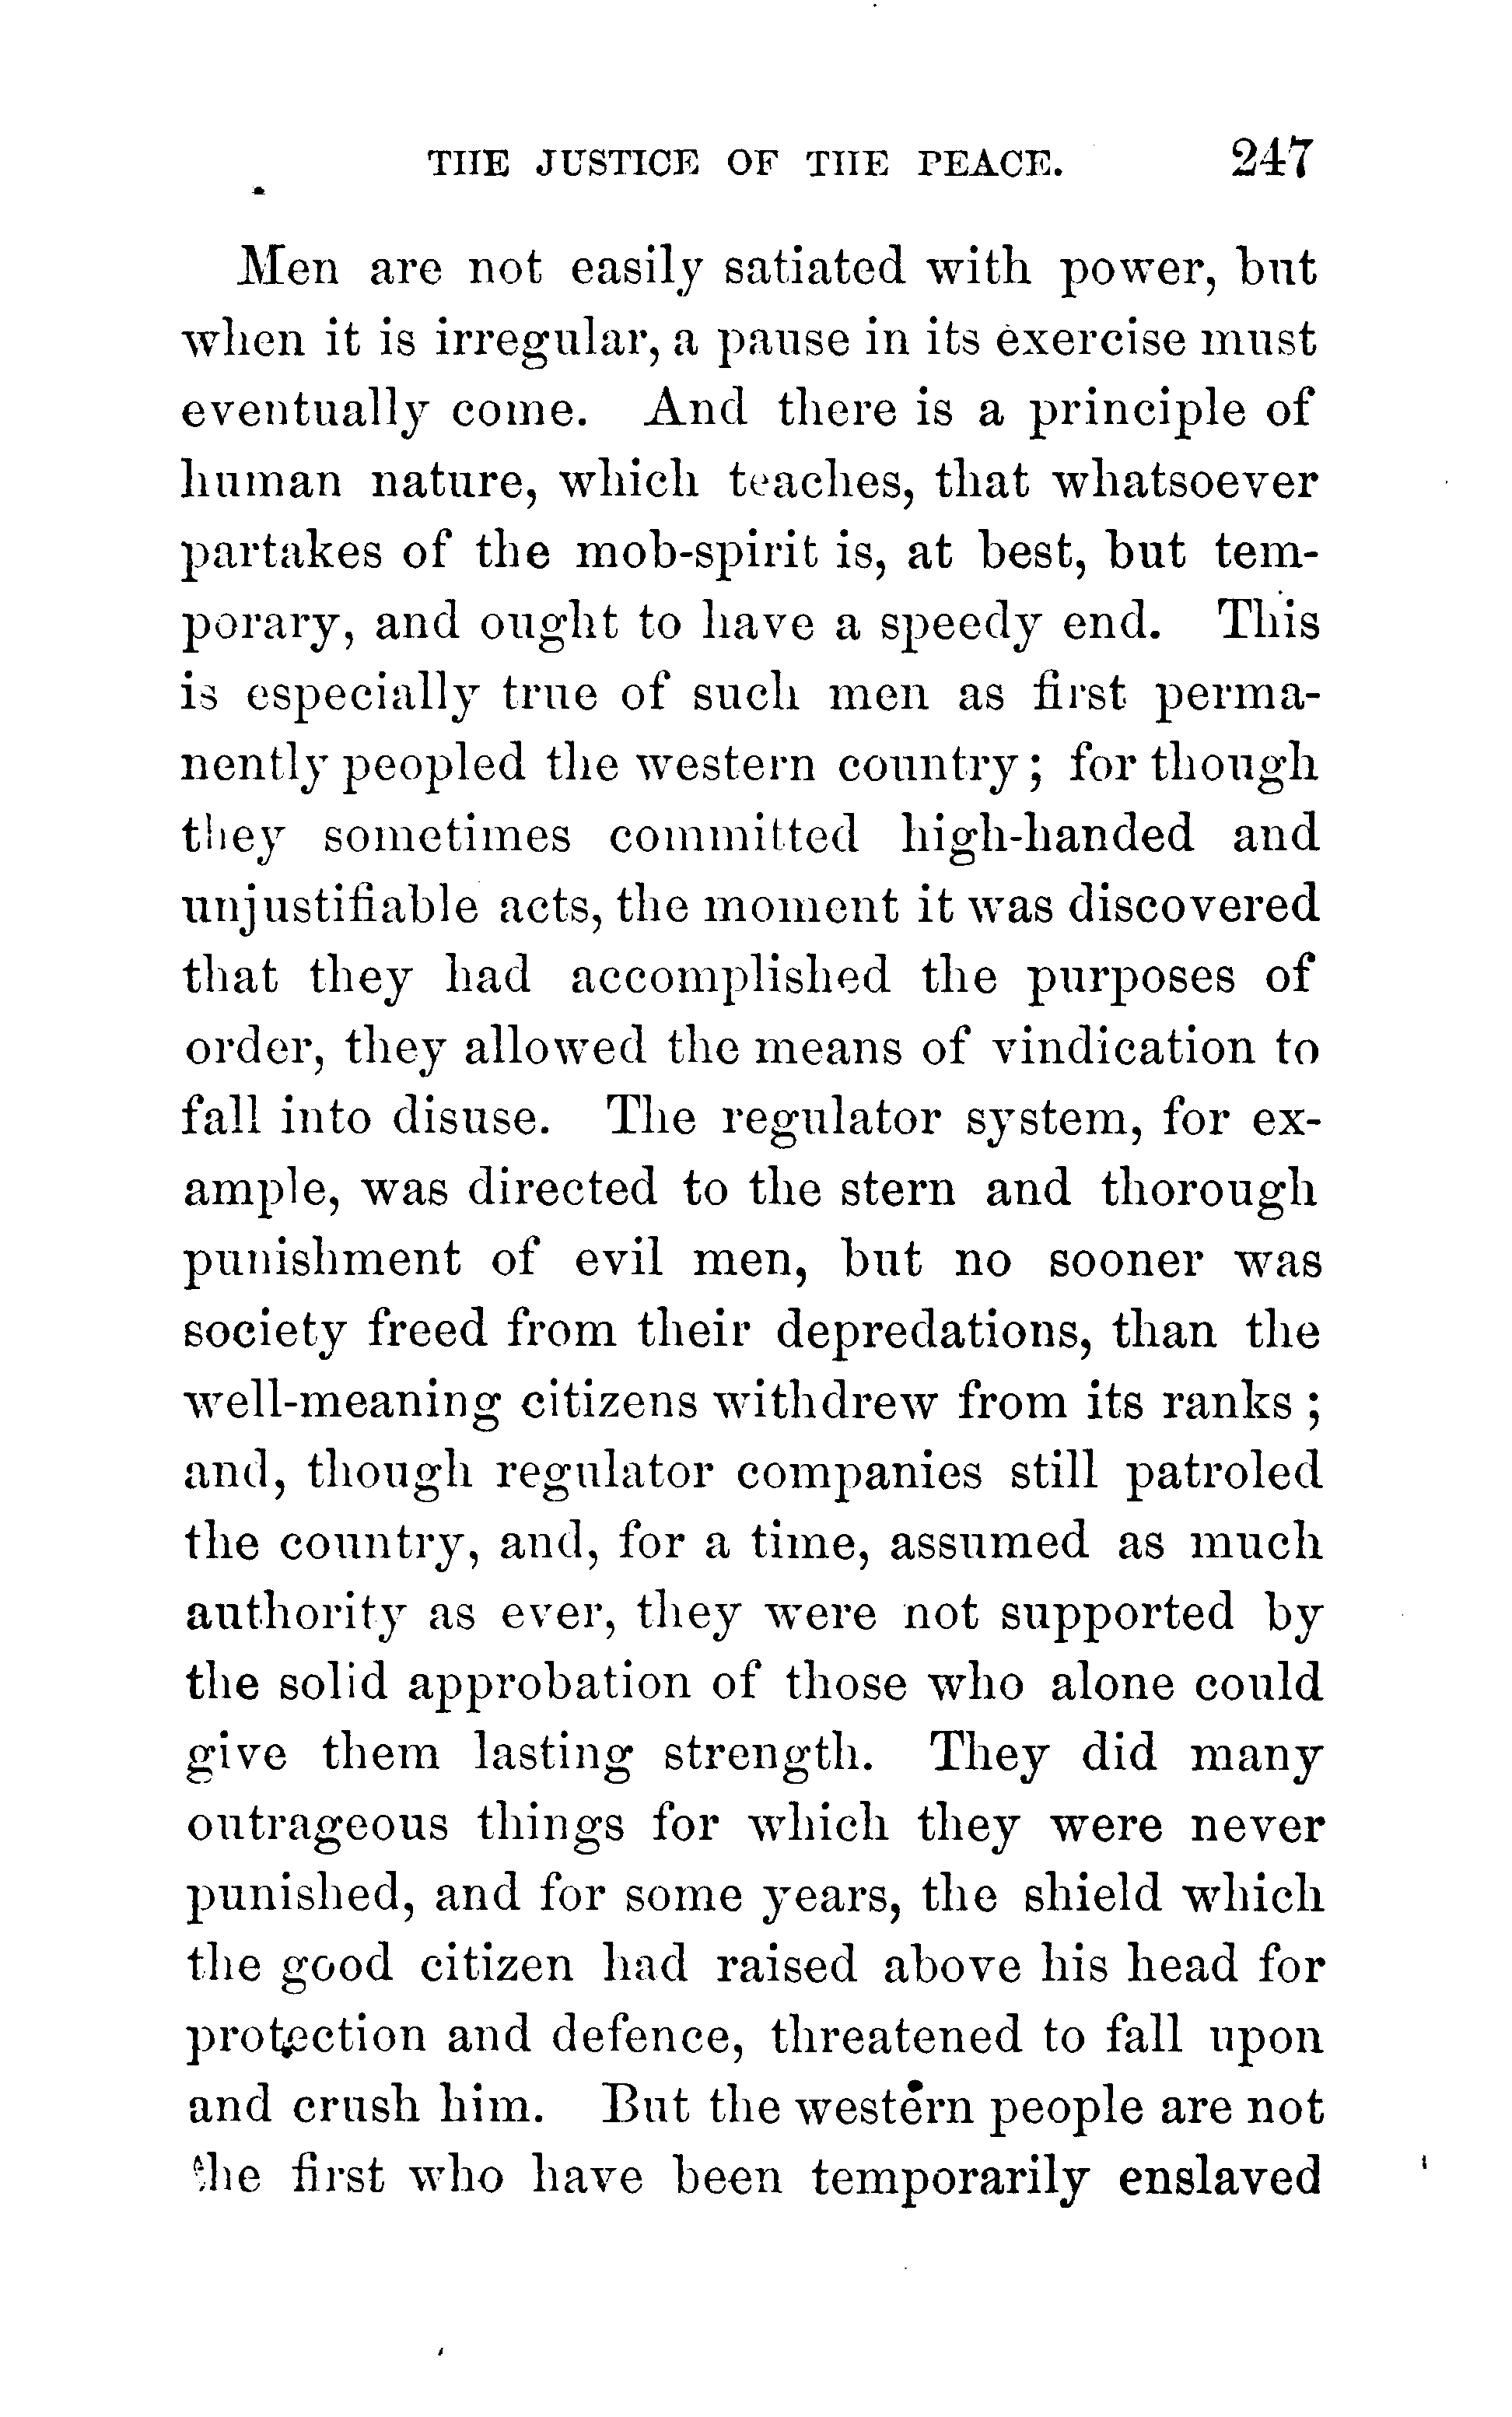 THE JUSTICE OF THE PEACE. 247
Men are not easily satiated with power, but
when it is irregular, a pause in its exercise must
eventually come. And there is a principle of
human nature, which teaches, that whatsoever
partakes of the mob-spirit is, at best, but tem-
porary, and ought to have a speedy end. This
is especially true of such men as first perma-
nently peopled the western country; for though
they sometimes committed high-handed and
unjustifiable acts, the moment it was discovered
that they had accomplished the purposes of
order, they allowed the means of vindication to
fall into disuse. The regulator system, for ex-
ample, was directed to the stern and thorough
punishment of evil men, but no sooner was
society freed from their depredations, than the
well-meaning citizens withdrew from its ranks;
and, though regulator companies still patroled
the country, and, for a time, assumed as much
authority as ever, they were not supported by
the solid approbation of those who alone could
give them lasting strength. They did many
outrageous things for which they were never
punished, and for some years, the shield which
the good citizen had raised above his head for
protection and defence, threatened to fall upon
and crush him. But the western people are not
the first who have been temporarily enslaved